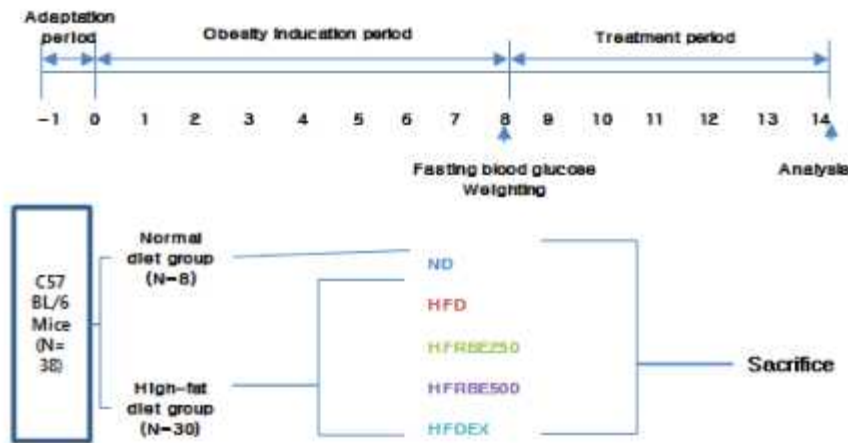 Adaptation
period
Obesity Inducation period
Treatment period
-1 0 1 2 3 4 5 6 7 8 9 10 11 12 13 14
Fasting blood glucose
Weighting
Analysis
C57
BL/6
Mice
(N=
38)
Normal
diet group
(N-8)
High-fat
diet group
(N-30)
ND
HFD
HFRBE250
HFRBE500
HFDEX
Sacrifice